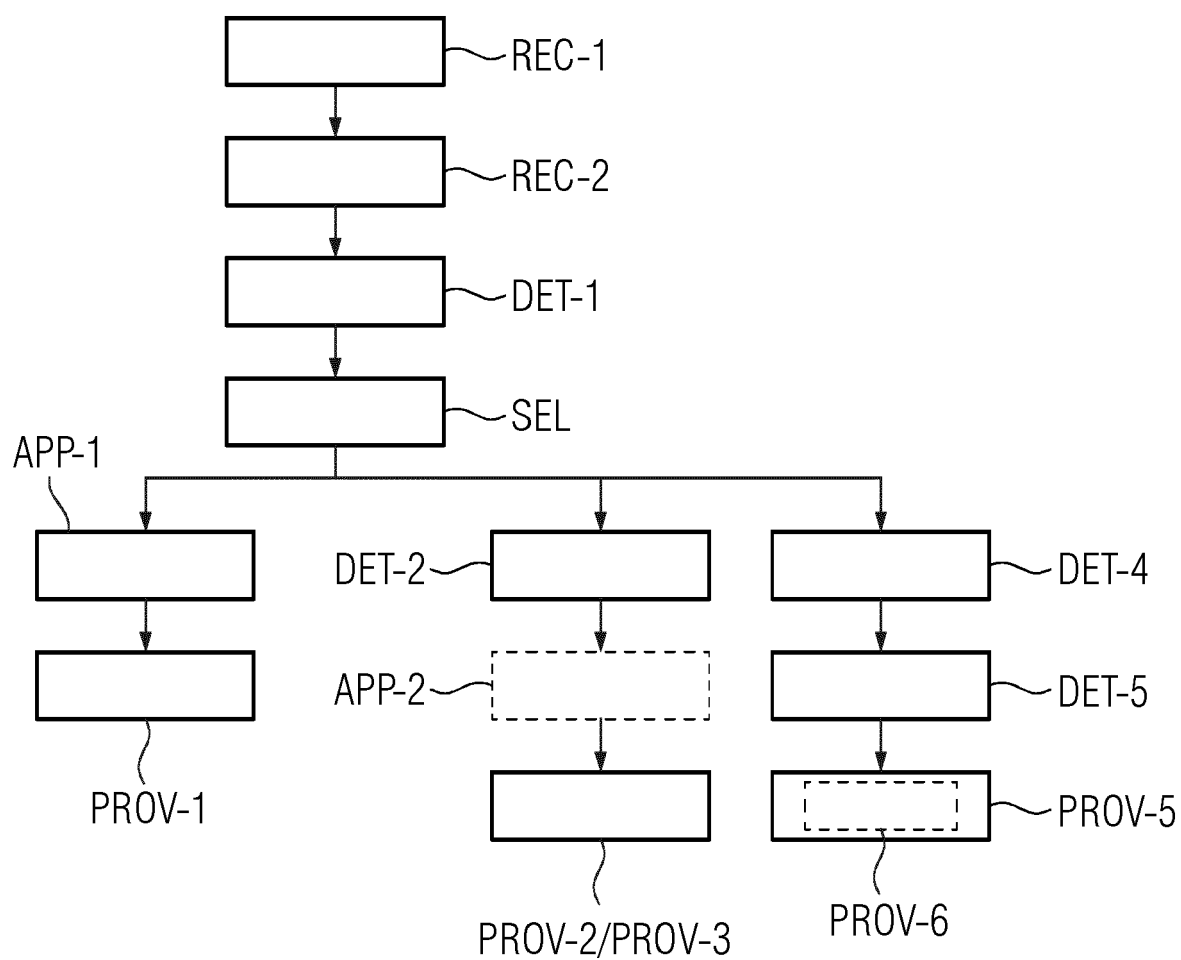 REC-1
REC-2
DET-1
SEL
APP-1
DET-2
DET-4
APP-2
DET-5
PROV-1
PROV-5
PROV-2/PROV-3
PROV-6